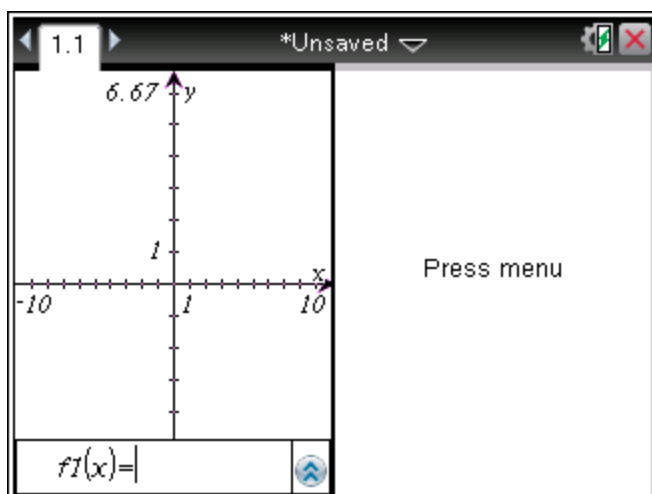 1.1 *Unsaved
6.67 y
1
x
-10 1 10
Press menu
f1(x)=